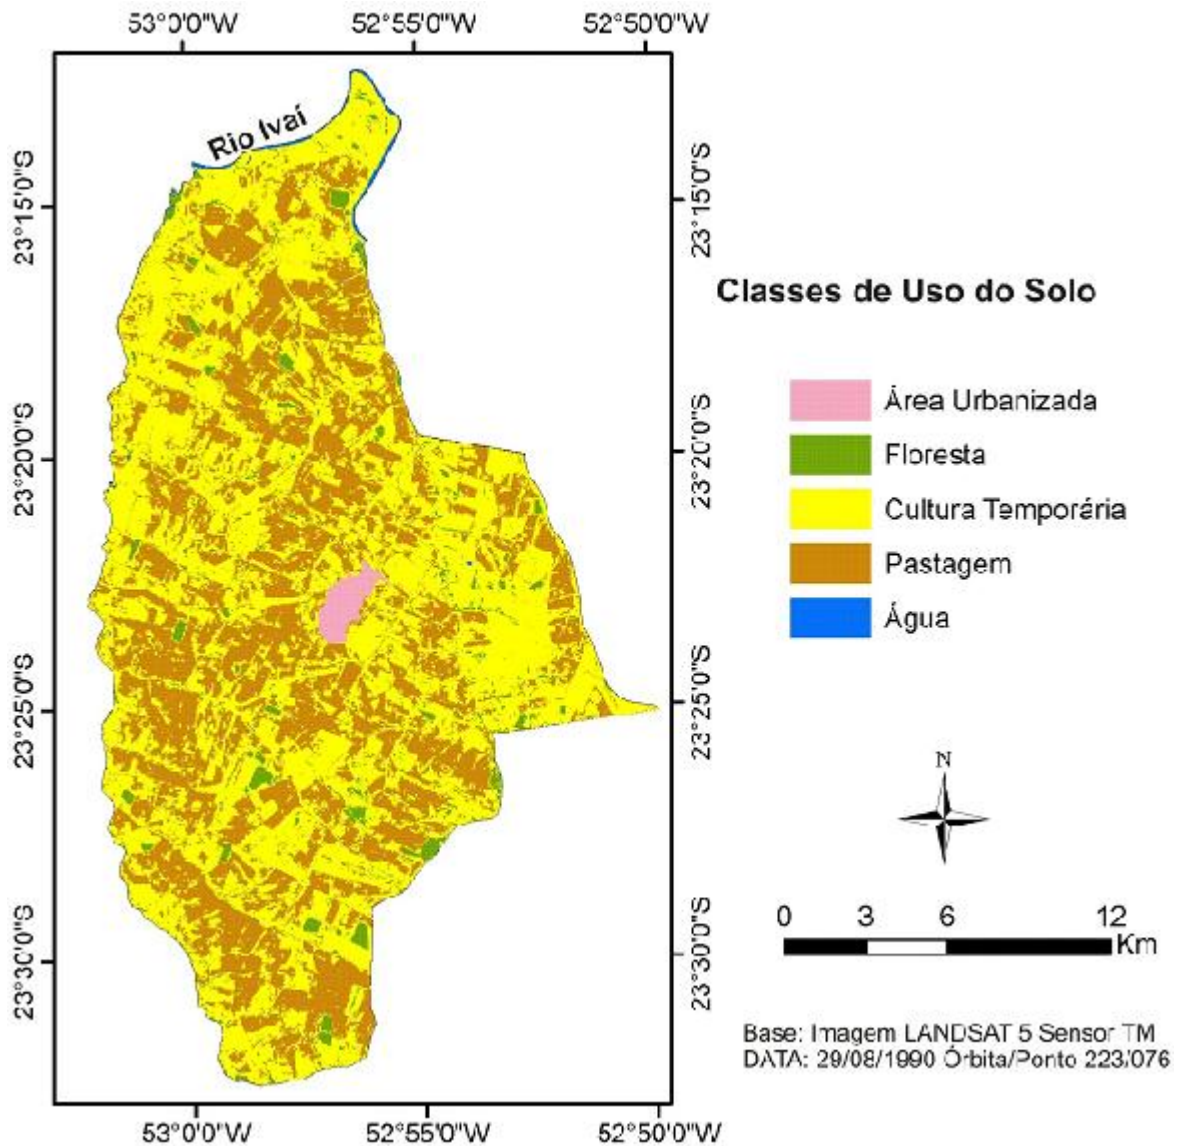 53°0'0"W 52°55'0"W 52°50'0"W
Rio Ivaí
23°15'0"S 23°15'0"S
Classes de Uso do Solo
Área Urbanizada
23°20'0"S 23°20'0"S
Floresta
Cultura Temporária
Pastagem
Água
23°25'0"S 23°25'0"S
N
0 3 6 12
Km
23°30'0"S 23°30'0"S
Base: Imagem LANDSAT 5 Sensor TM
DATA: 29/08/1990 Órbita/Ponto 223/076
53°0'0"W 52°55'0"W 52°50'0"W